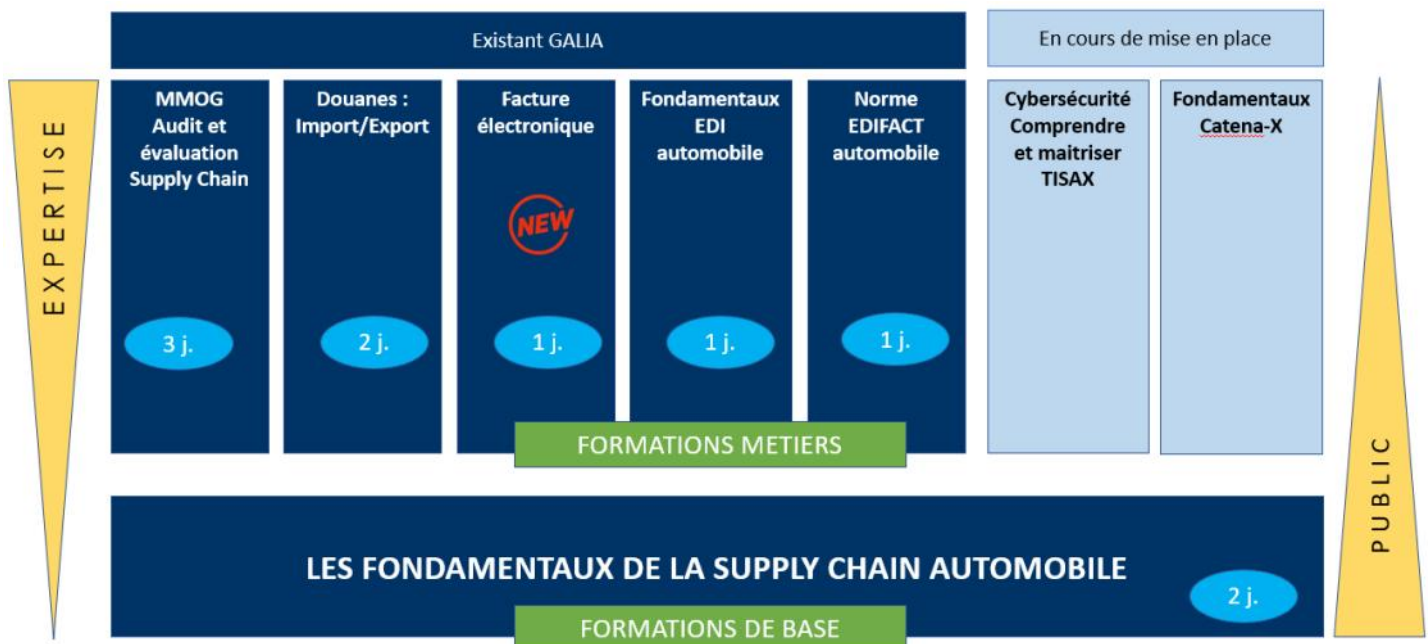 Existant GALIA
En cours de mise en place
EXPERTISE
MMOG
Audit et
évaluation
Supply Chain
3 j.
Douanes :
Import/Export
2 j.
Facture
électronique
NEW
1 j.
Fondamentaux
EDI
automobile
1 j.
Norme
EDIFACT
automobile
1 j.
Cybersécurité
Comprendre
et maitriser
TISAX
Fondamentaux
Catena-X
PUBLIC
FORMATIONS METIERS
LES FONDAMENTAUX DE LA SUPPLY CHAIN AUTOMOBILE
2 j.
FORMATIONS DE BASE